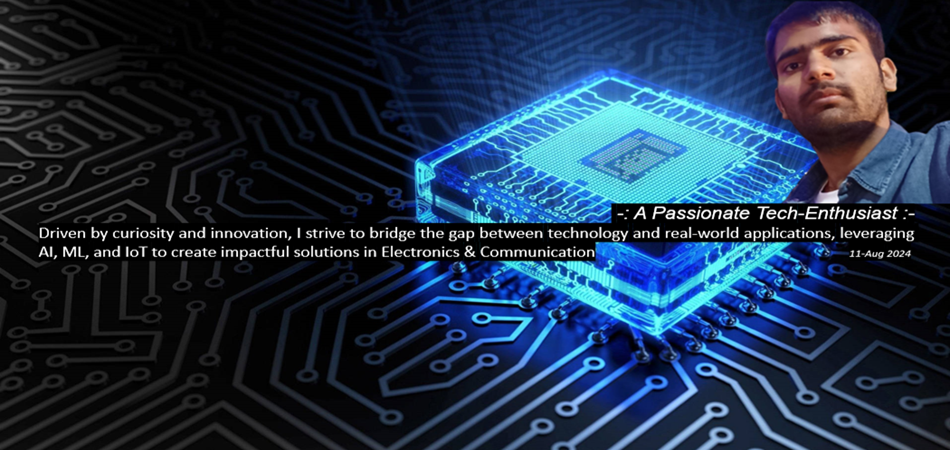 -: A Passionate Tech-Enthusiast :-
Driven by curiosity and innovation, I strive to bridge the gap between technology and real-world applications, leveraging
AI, ML, and IoT to create impactful solutions in Electronics & Communication
11-Aug 2024